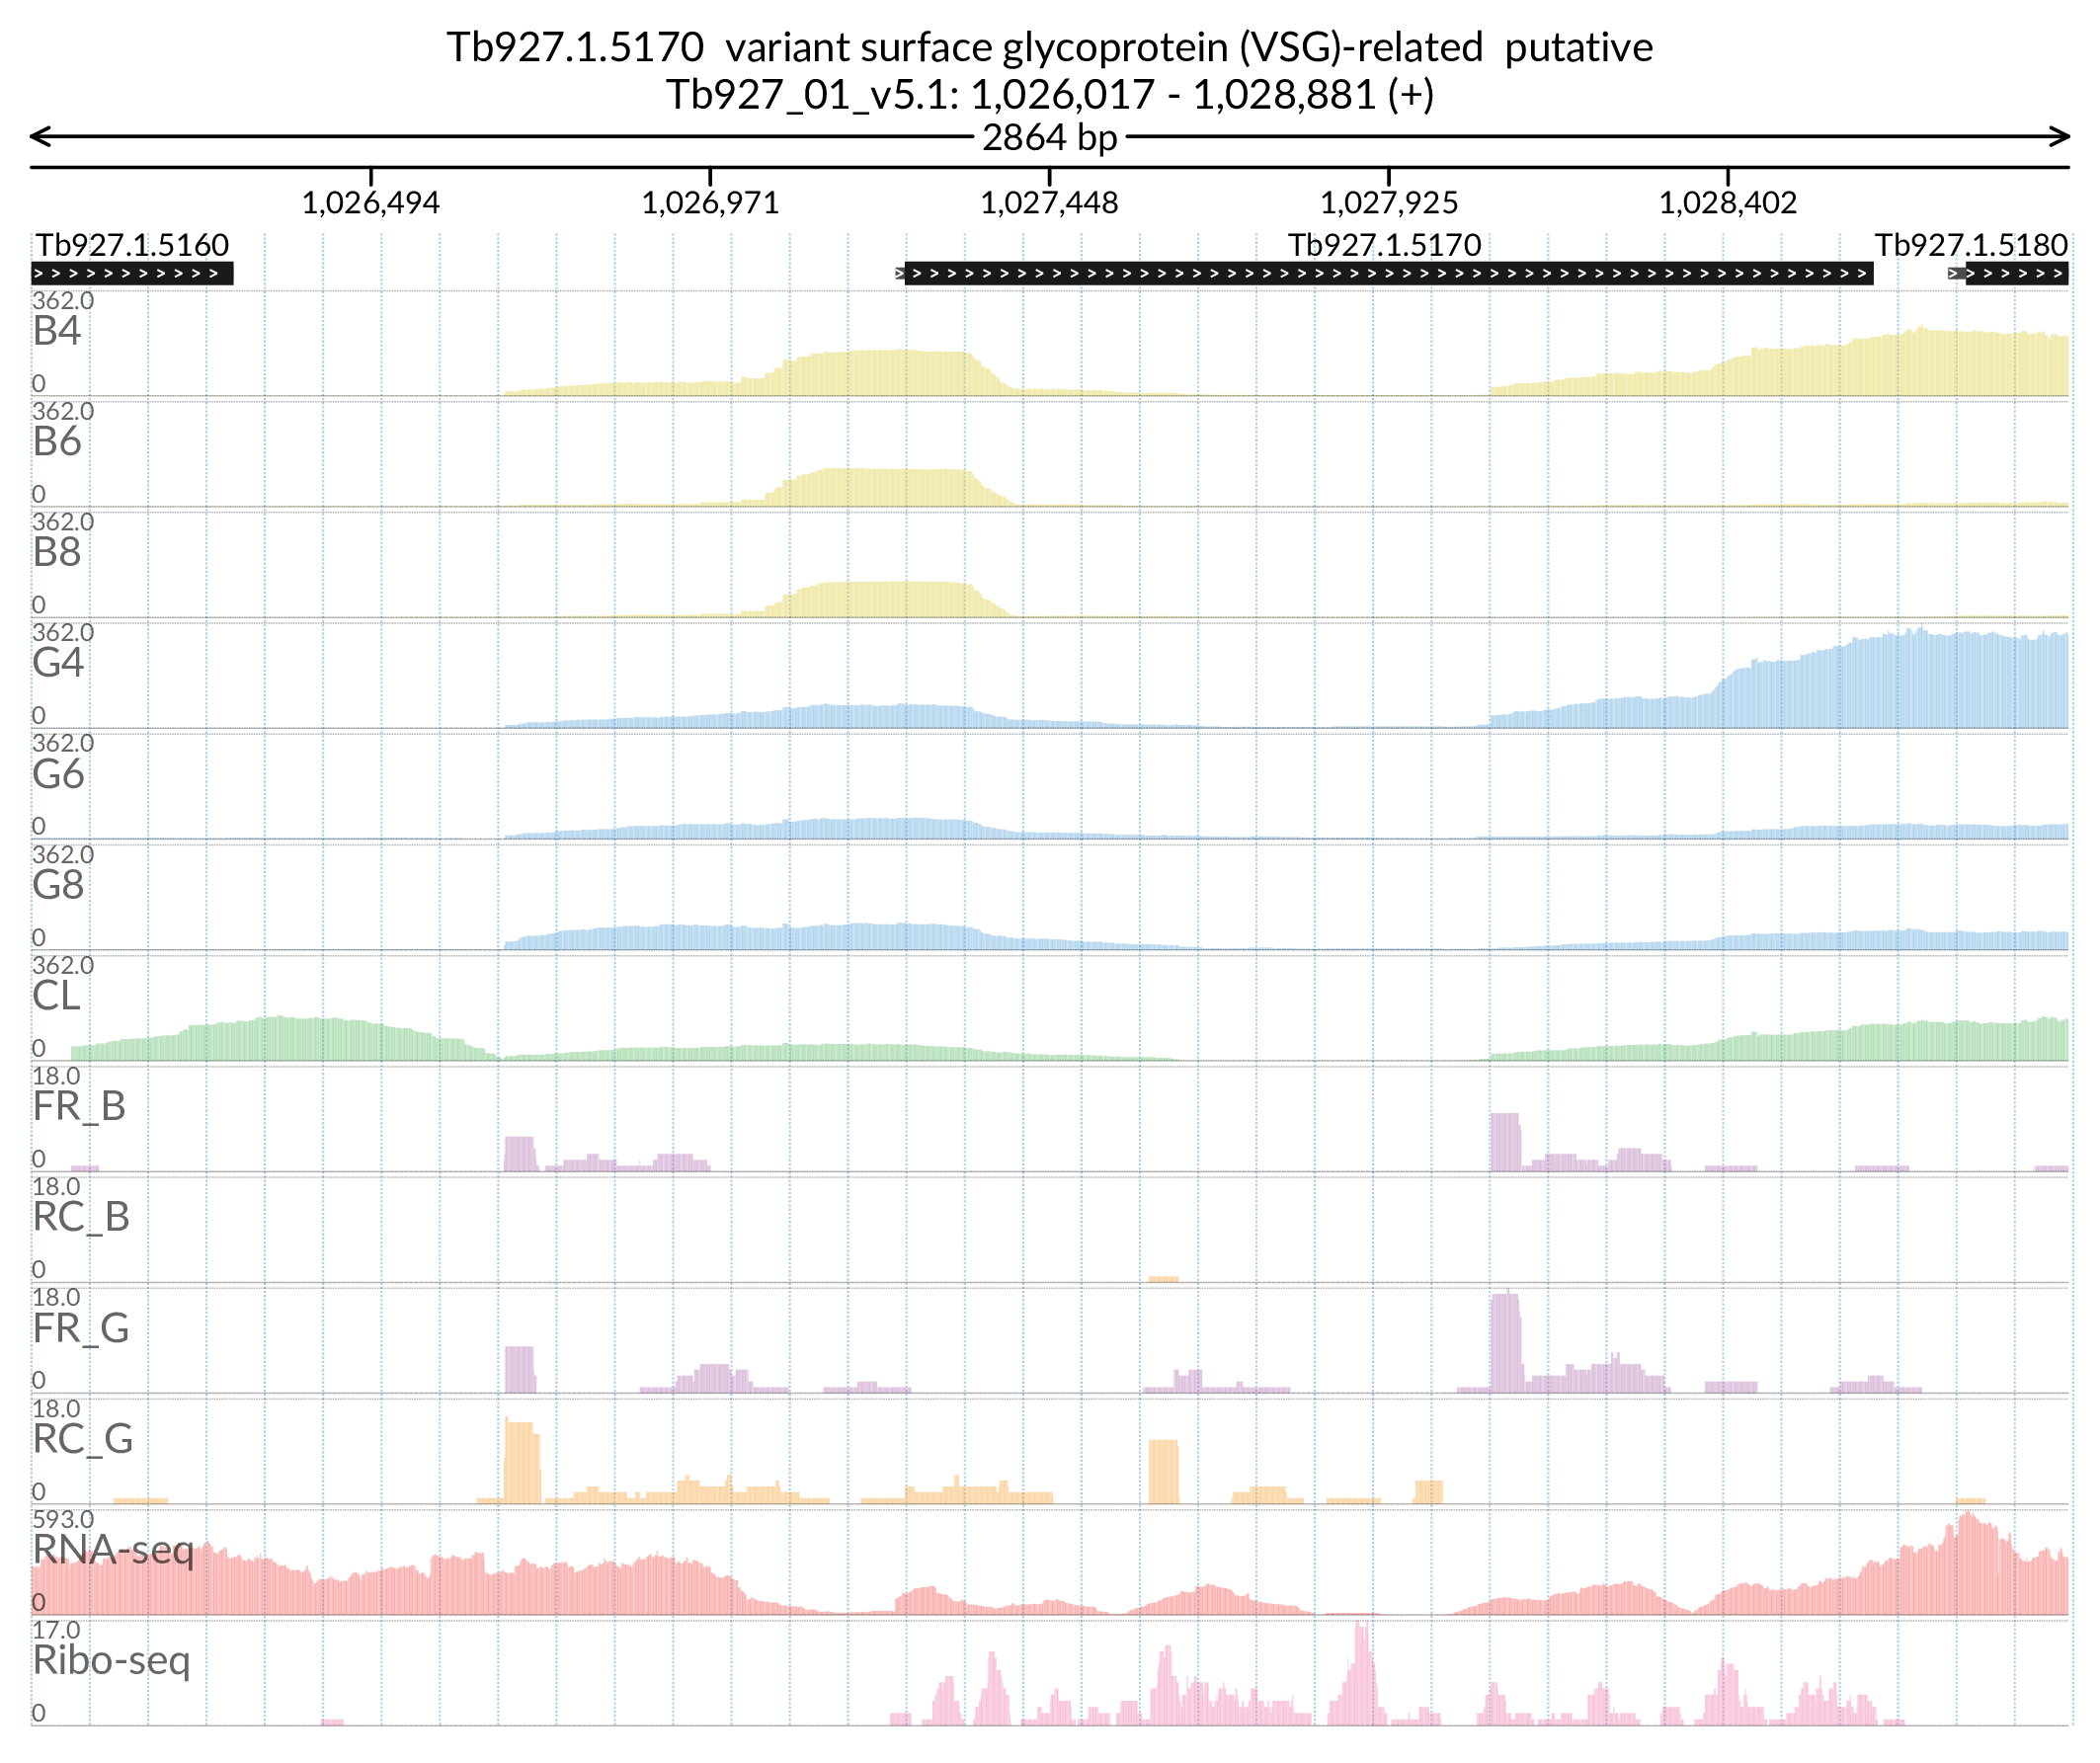 Tb927.1.5170  variant surface glycoprotein (VSG)-related  putative
Tb927_01_v5.1: 1,026,017 - 1,028,881 (+)
2864 bp
1,026,494 1,026,971 1,027,448 1,027,925 1,028,402
Tb927.1.5160 Tb927.1.5170 Tb927.1.5180
362.0
B4
0
362.0
B6
0
362.0
B8
0
362.0
G4
0
362.0
G6
0
362.0
G8
0
362.0
CL
0
18.0
FR_B
0
18.0
RC_B
0
18.0
FR_G
0
18.0
RC_G
0
593.0
RNA-seq
0
17.0
Ribo-seq
0